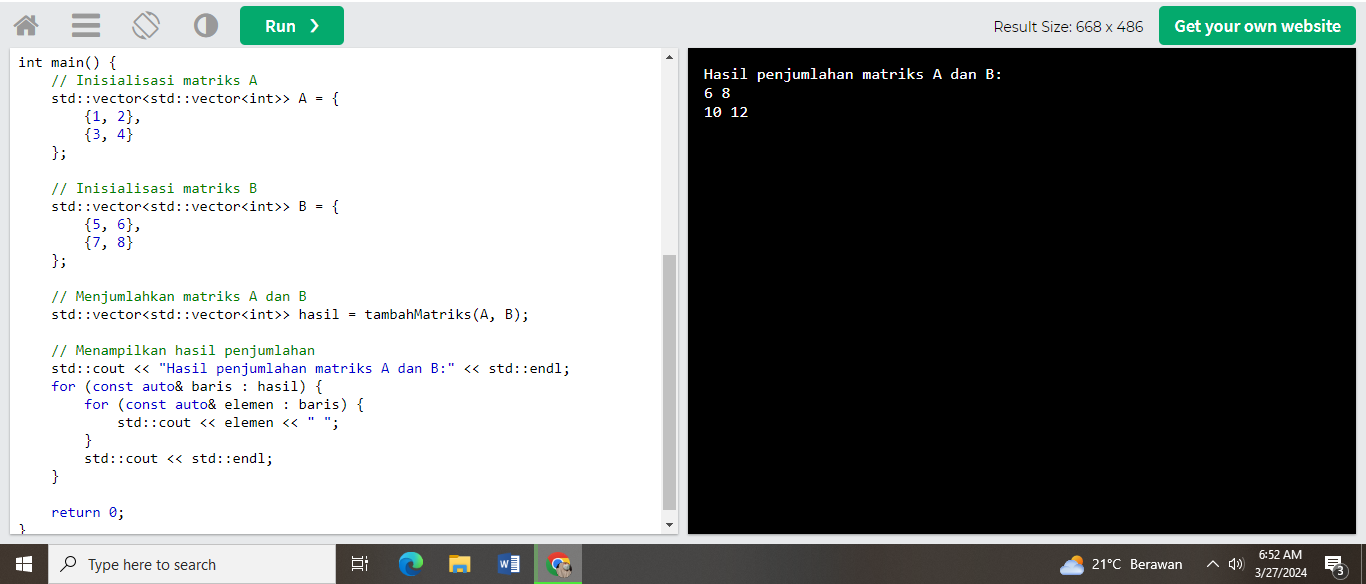 Run ❯
Result Size: 668 x 486
Get your own website
int main() {
    // Inisialisasi matriks A
    std::vector<std::vector<int>> A = {
        {1, 2},
        {3, 4}
    };
    // Inisialisasi matriks B
    std::vector<std::vector<int>> B = {
        {5, 6},
        {7, 8}
    };
    // Menjumlahkan matriks A dan B
    std::vector<std::vector<int>> hasil = tambahMatriks(A, B);
    // Menampilkan hasil penjumlahan
    std::cout << "Hasil penjumlahan matriks A dan B:" << std::endl;
    for (const auto& baris : hasil) {
        for (const auto& elemen : baris) {
            std::cout << elemen << " ";
        }
        std::cout << std::endl;
    }
    return 0;
}
Hasil penjumlahan matriks A dan B:
6 8
10 12
Type here to search
21°C Berawan
6:52 AM
3/27/2024
3